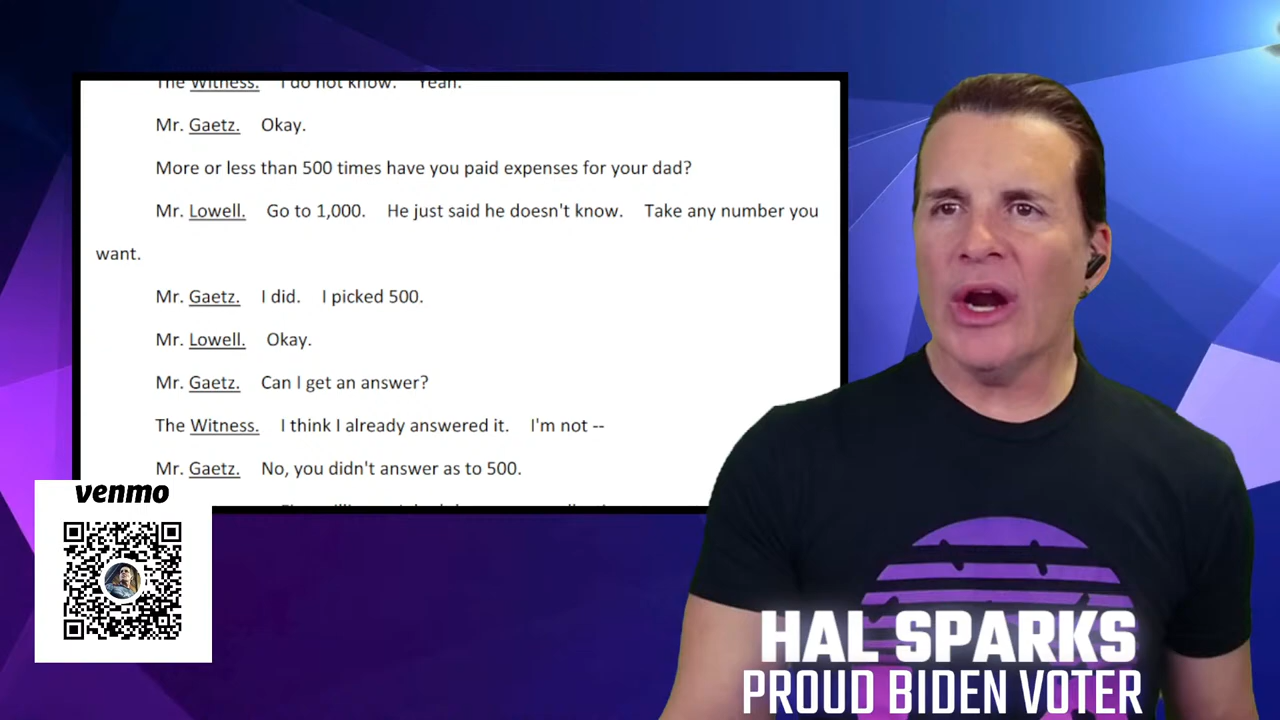 The Witness. I do not know. Yeah.
Mr. Gaetz. Okay.
More or less than 500 times have you paid expenses for your dad?
Mr. Lowell. Go to 1,000. He just said he doesn't know. Take any number you
want.
Mr. Gaetz. I did. I picked 500.
Mr. Lowell. Okay.
Mr. Gaetz. Can I get an answer?
The Witness. I think I already answered it. I'm not --
Mr. Gaetz. No, you didn't answer as to 500.
venmo
HAL SPARKS
PROUD BIDEN VOTER